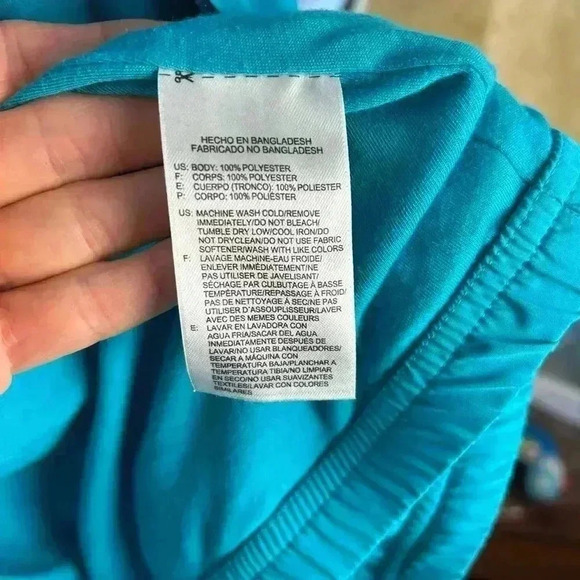 HECHO EN BANGLADESH
FABRICADO NO BANGLADESH
US: BODY: 100% POLYESTER
F: CORPS: 100% POLYESTER
E: CUERPO (TRONCO): 100% POLIESTER
P: CORPO: 100% POLIÉSTER
US: MACHINE WASH COLD/REMOVE
IMMEDIATELY/DO NOT BLEACH/
TUMBLE DRY LOW/COOL IRON/DO
NOT DRYCLEAN/DO NOT USE FABRIC
SOFTENER/WASH WITH LIKE COLORS
F: LAVAGE MACHINE-EAU FROIDE/
ENLEVER IMMÉDIATEMENT/NE
PAS UTILISER DE JAVELISANT/
SÉCHAGE PAR CULBUTAGE À BASSE
TEMPÉRATURE/REPASSAGE À FROID/
PAS DE NETTOYAGE À SEC/NE PAS
UTILISER D'ASSOUPLISSEUR/LAVER
AVEC DES MEMES COULEURS
E: LAVAR EN LAVADORA CON
AGUA FRIA/SACAR DEL AGUA
INMEDIATAMENTE DESPUÉS DE
LAVAR/NO USAR BLANQUEADORES/
SECAR A MÁQUINA CON
TEMPERATURA BAJA/PLANCHAR A
TEMPERATURA TIBIA/NO LIMPIAR
EN SECO/NO USAR SUAVIZANTES
TEXTILES/LAVAR CON COLORES
SIMILARES